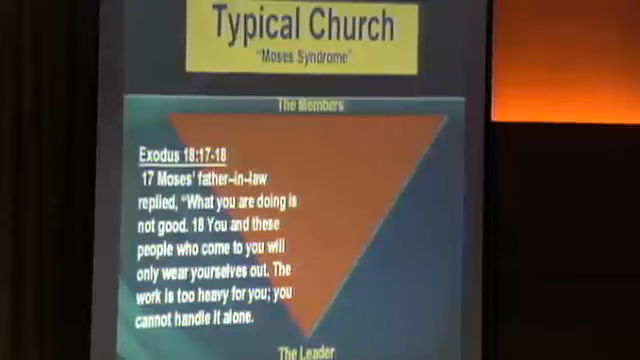 Typical Church
"Moses Syndrome"
The Members
Exodus 18:17-18
17 Moses' father-in-law
replied, "What you are doing is
not good. 18 You and these
people who come to you will
only wear yourselves out. The
work is too heavy for you; you
cannot handle it alone.
The Leader